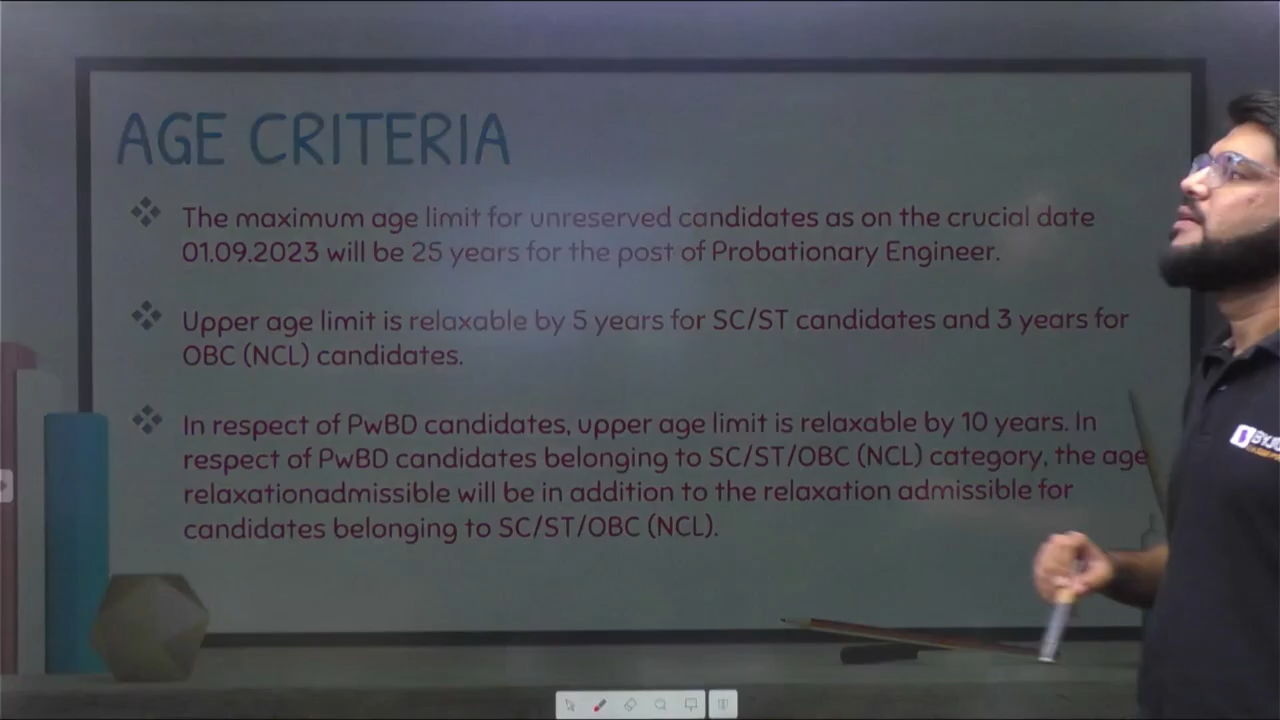 AGE CRITERIA
The maximum age limit for unreserved candidates as on the crucial date
01.09.2023 will be 25 years for the post of Probationary Engineer.
Upper age limit is relaxable by 5 years for SC/ST candidates and 3 years for
OBC (NCL) candidates.
In respect of PwBD candidates, upper age limit is relaxable by 10 years. In
respect of PwBD candidates belonging to SC/ST/OBC (NCL) category, the age
relaxationadmissible will be in addition to the relaxation admissible for
candidates belonging to SC/ST/OBC (NCL).